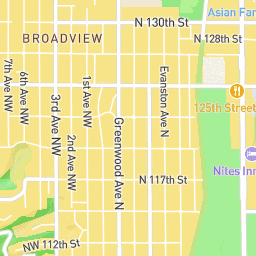 N 130th St
Asian Fa
BROADVIEW
N 128th St
7th Ave NW
6th Ave NW
3rd Ave NW
1st Ave NW
2nd Ave NW
Greenwood Ave N
Evanston Ave N
125th Street
Nites Inn
N 117th St
NW 112th St